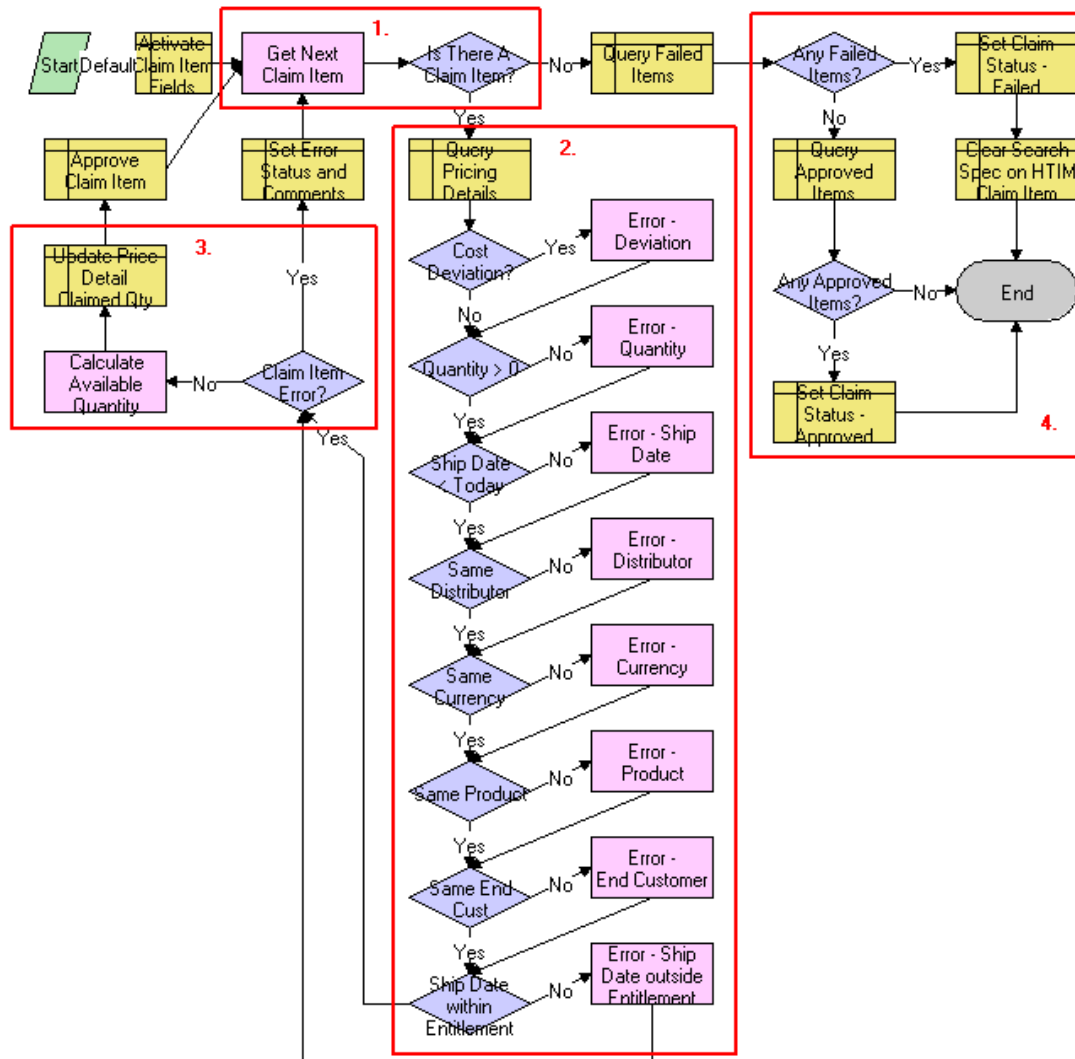 1.
Start
Default
Activate
Claim Item
Fields
Get Next
Claim Item
Is There A
Claim Item?
No
Query Failed
Items
Any Failed
Items?
Yes
Set Claim
Status -
Failed
Yes
No
Approve
Claim Item
Set Error
Status and
Comments
2.
Query
Pricing
Details
Query
Approved
Items
Clear Search
Spec on HTIM
Claim Item
3.
Update Price
Detail
Claimed Qty
Yes
Cost
Deviation?
Yes
Error -
Deviation
No
Any Approved
Items?
No
End
Calculate
Available
Quantity
No
Claim Item
Error?
Quantity > 0
No
Error -
Quantity
Yes
Set Claim
Status -
Approved
4.
Yes
Yes
Ship Date
< Today
No
Error - Ship
Date
Yes
Same
Distributor
No
Error -
Distributor
Yes
Same
Currency
No
Error -
Currency
Yes
Same Product
No
Error -
Product
Yes
Same End
Cust
No
Error -
End Customer
Yes
Ship Date
within
Entitlement
No
Error - Ship
Date outside
Entitlement